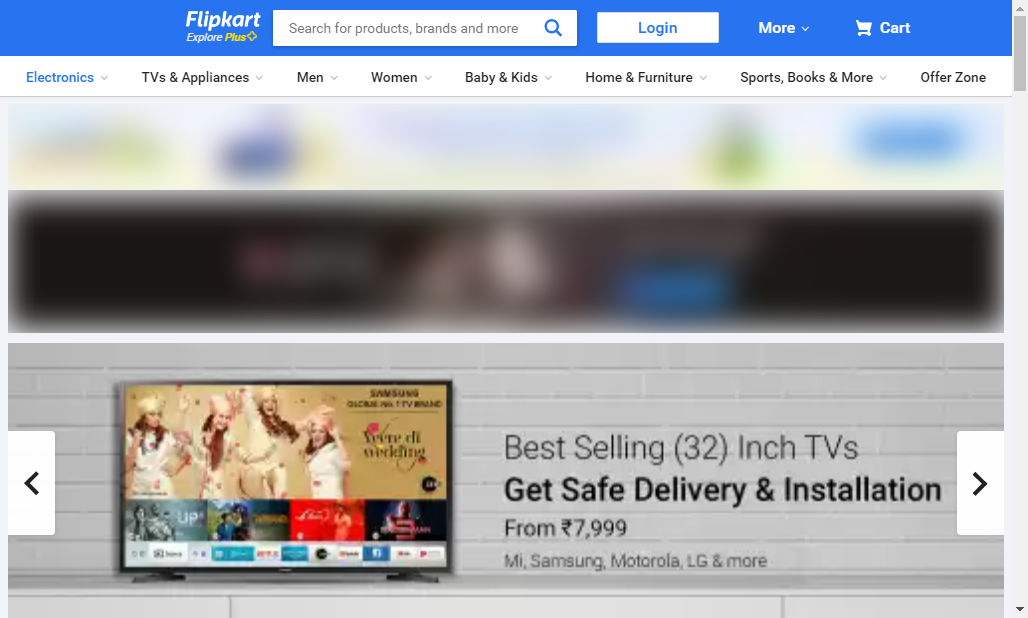 Flipkart
Explore Plus
Search for products, brands and more
Login
More
Cart
Electronics
TVs & Appliances
Men
Women
Baby & Kids
Home & Furniture
Sports, Books & More
Offer Zone
SAMSUNG
GLOBAL No. 1 TV BRAND
Veere di
wedding
UP
Best Selling (32) Inch TVs
Get Safe Delivery & Installation
From ₹7,999
Mi, Samsung, Motorola, LG & more